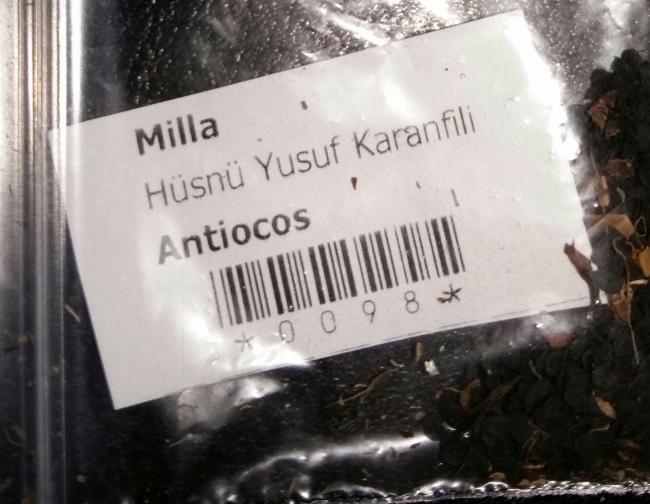 Milla
Hüsnü Yusuf Karanfili
Antiocos
*0098*